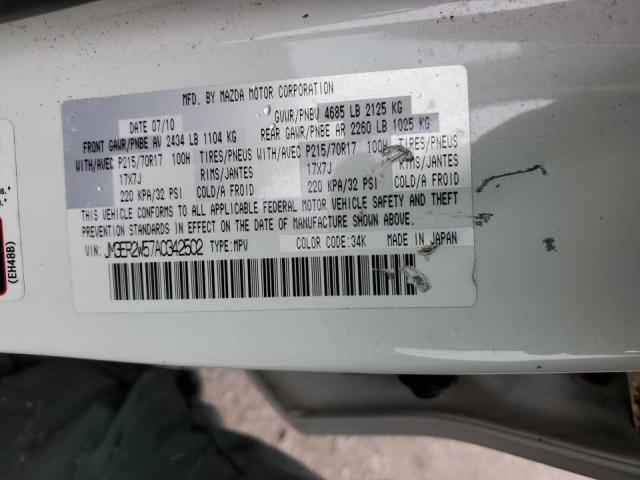 MFD. BY MAZDA MOTOR CORPORATION
DATE 07/10
GVWR/PNBV 4685 LB 2125 KG
FRONT GAWR/PNBE AV 2434 LB 1104 KG
REAR GAWR/PNBE AR 2260 LB 1025 KG
WITH/AVEC P215/70R17 100H TIRES/PNEUS WITH/AVEC P215/70R17 100H TIRES/PNEUS
17X7J RIMS/JANTES 17X7J RIMS/JANTES
220 KPA/32 PSI COLD/A FROID 220 KPA/32 PSI COLD/A FROID
THIS VEHICLE CONFORMS TO ALL APPLICABLE FEDERAL MOTOR VEHICLE SAFETY AND THEFT
PREVENTION STANDARDS IN EFFECT ON THE DATE OF MANUFACTURE SHOWN ABOVE.
VIN: JM3ER2W57A0342502 TYPE: MPV COLOR CODE: 34K MADE IN JAPAN
(EH48B)